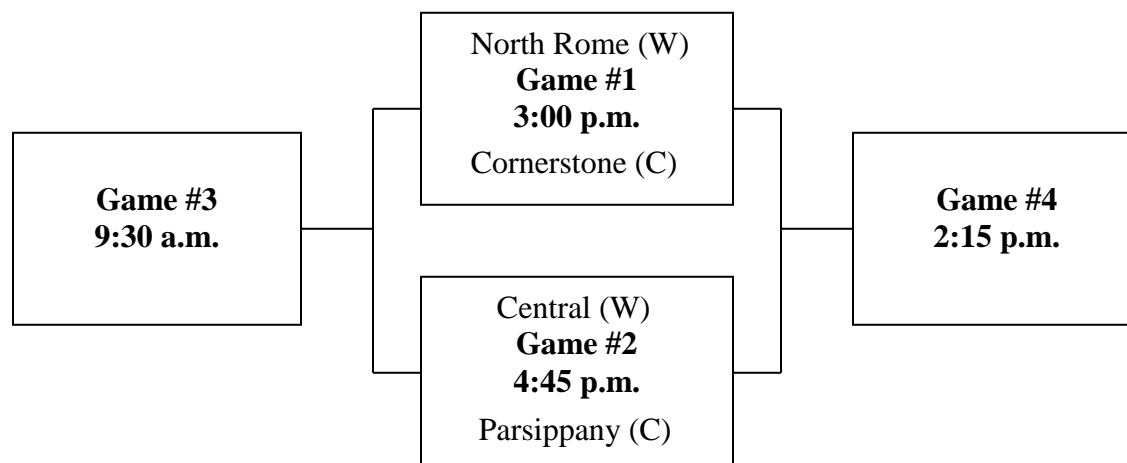 North Rome (W)
Game #1
3:00 p.m.
Cornerstone (C)
Game #3
9:30 a.m.
Game #4
2:15 p.m.
Central (W)
Game #2
4:45 p.m.
Parsippany (C)